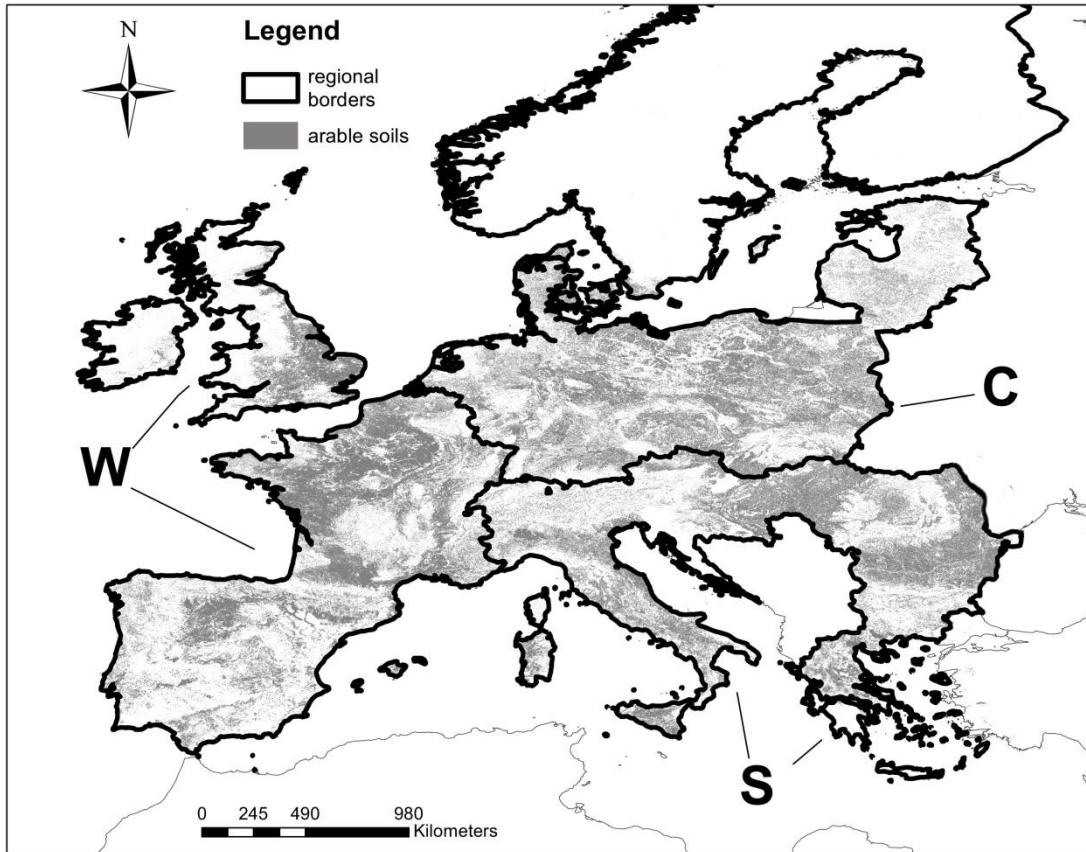 N
Legend
regional
borders
arable soils
C
W
S
0 245 490 980
Kilometers